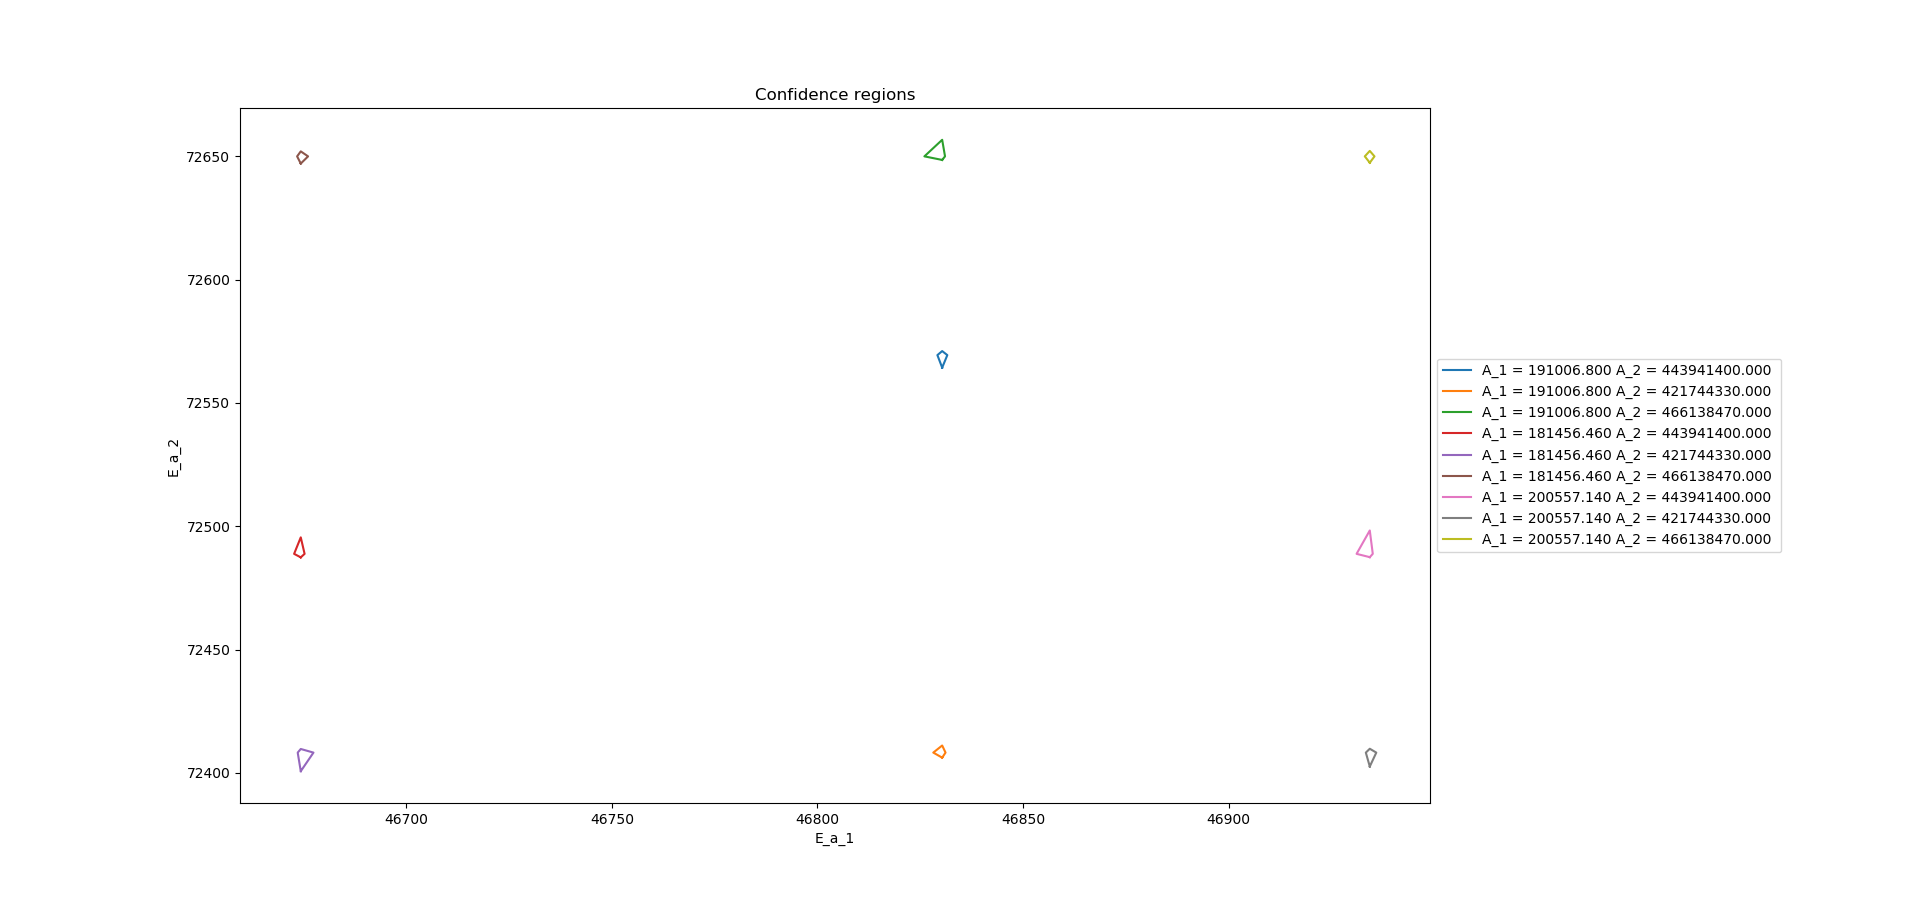 Confidence regions
72650
72600
72550
72500
72450
72400
E_a_2
46700
46750
46800
46850
46900
E_a_1
A_1 = 191006.800 A_2 = 443941400.000
A_1 = 191006.800 A_2 = 421744330.000
A_1 = 191006.800 A_2 = 466138470.000
A_1 = 181456.460 A_2 = 443941400.000
A_1 = 181456.460 A_2 = 421744330.000
A_1 = 181456.460 A_2 = 466138470.000
A_1 = 200557.140 A_2 = 443941400.000
A_1 = 200557.140 A_2 = 421744330.000
A_1 = 200557.140 A_2 = 466138470.000